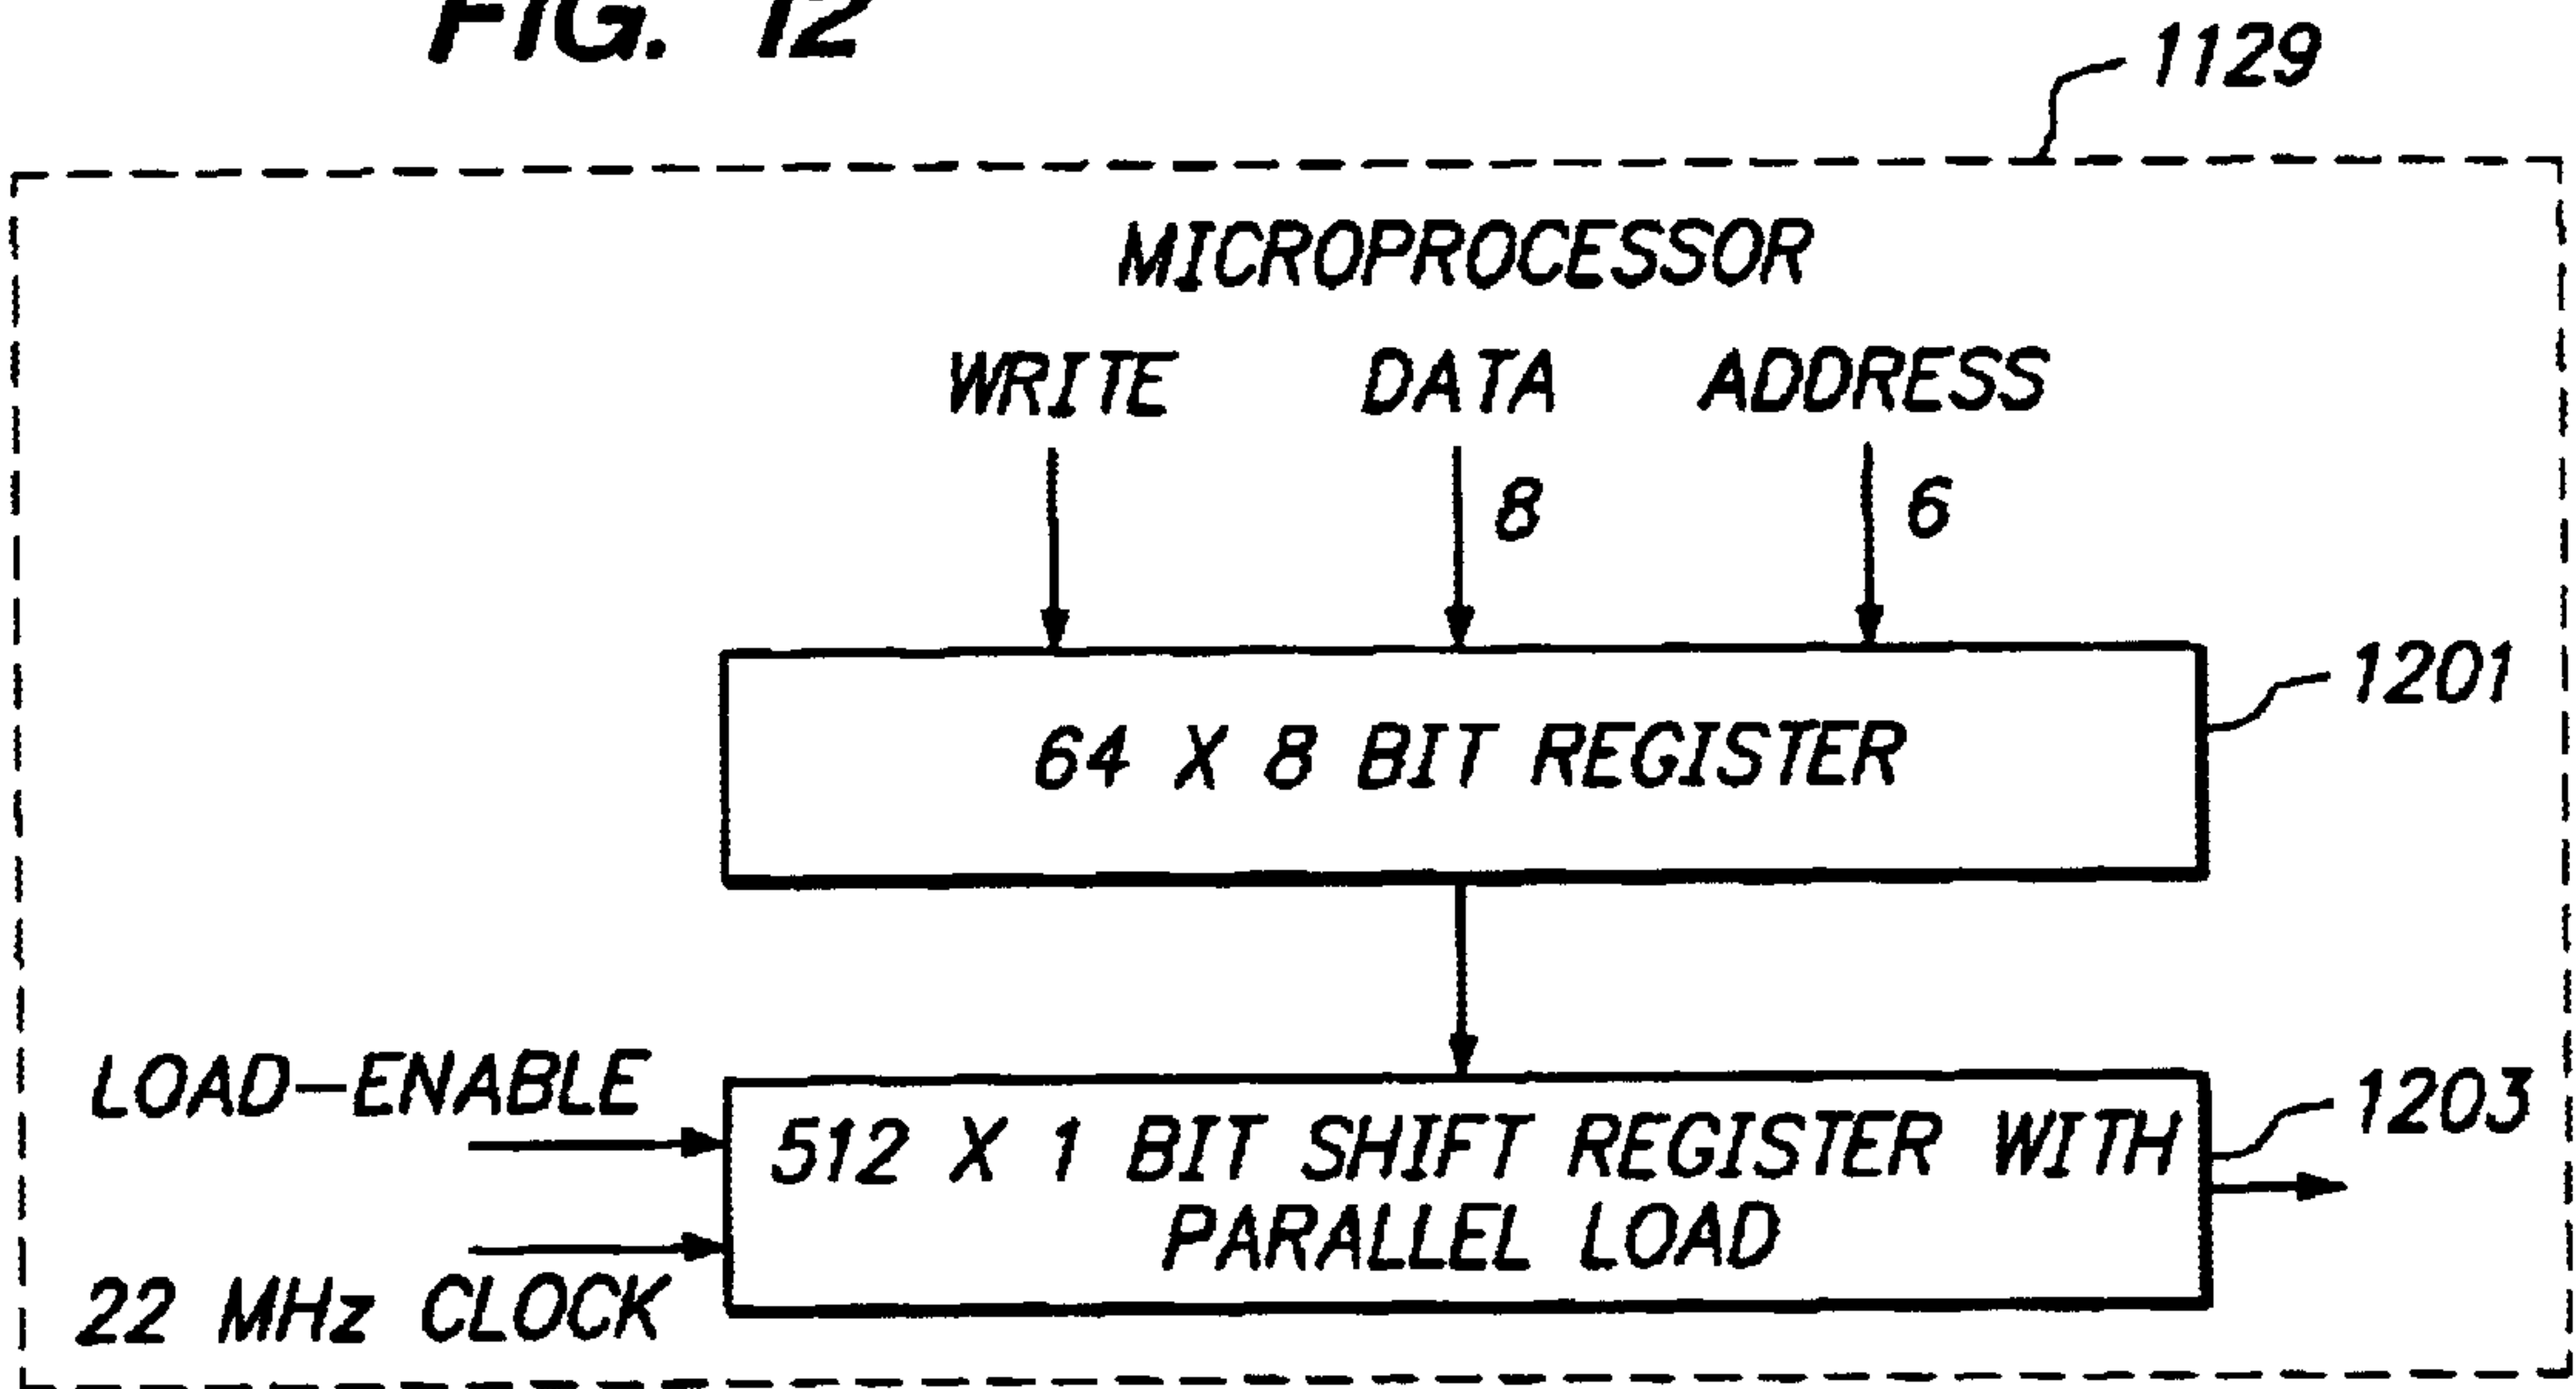 FIG. 12
1129
MICROPROCESSOR
WRITE DATA ADDRESS
8 6
1201
64 X 8 BIT REGISTER
LOAD-ENABLE
1203
512 X 1 BIT SHIFT REGISTER WITH
PARALLEL LOAD
22 MHz CLOCK